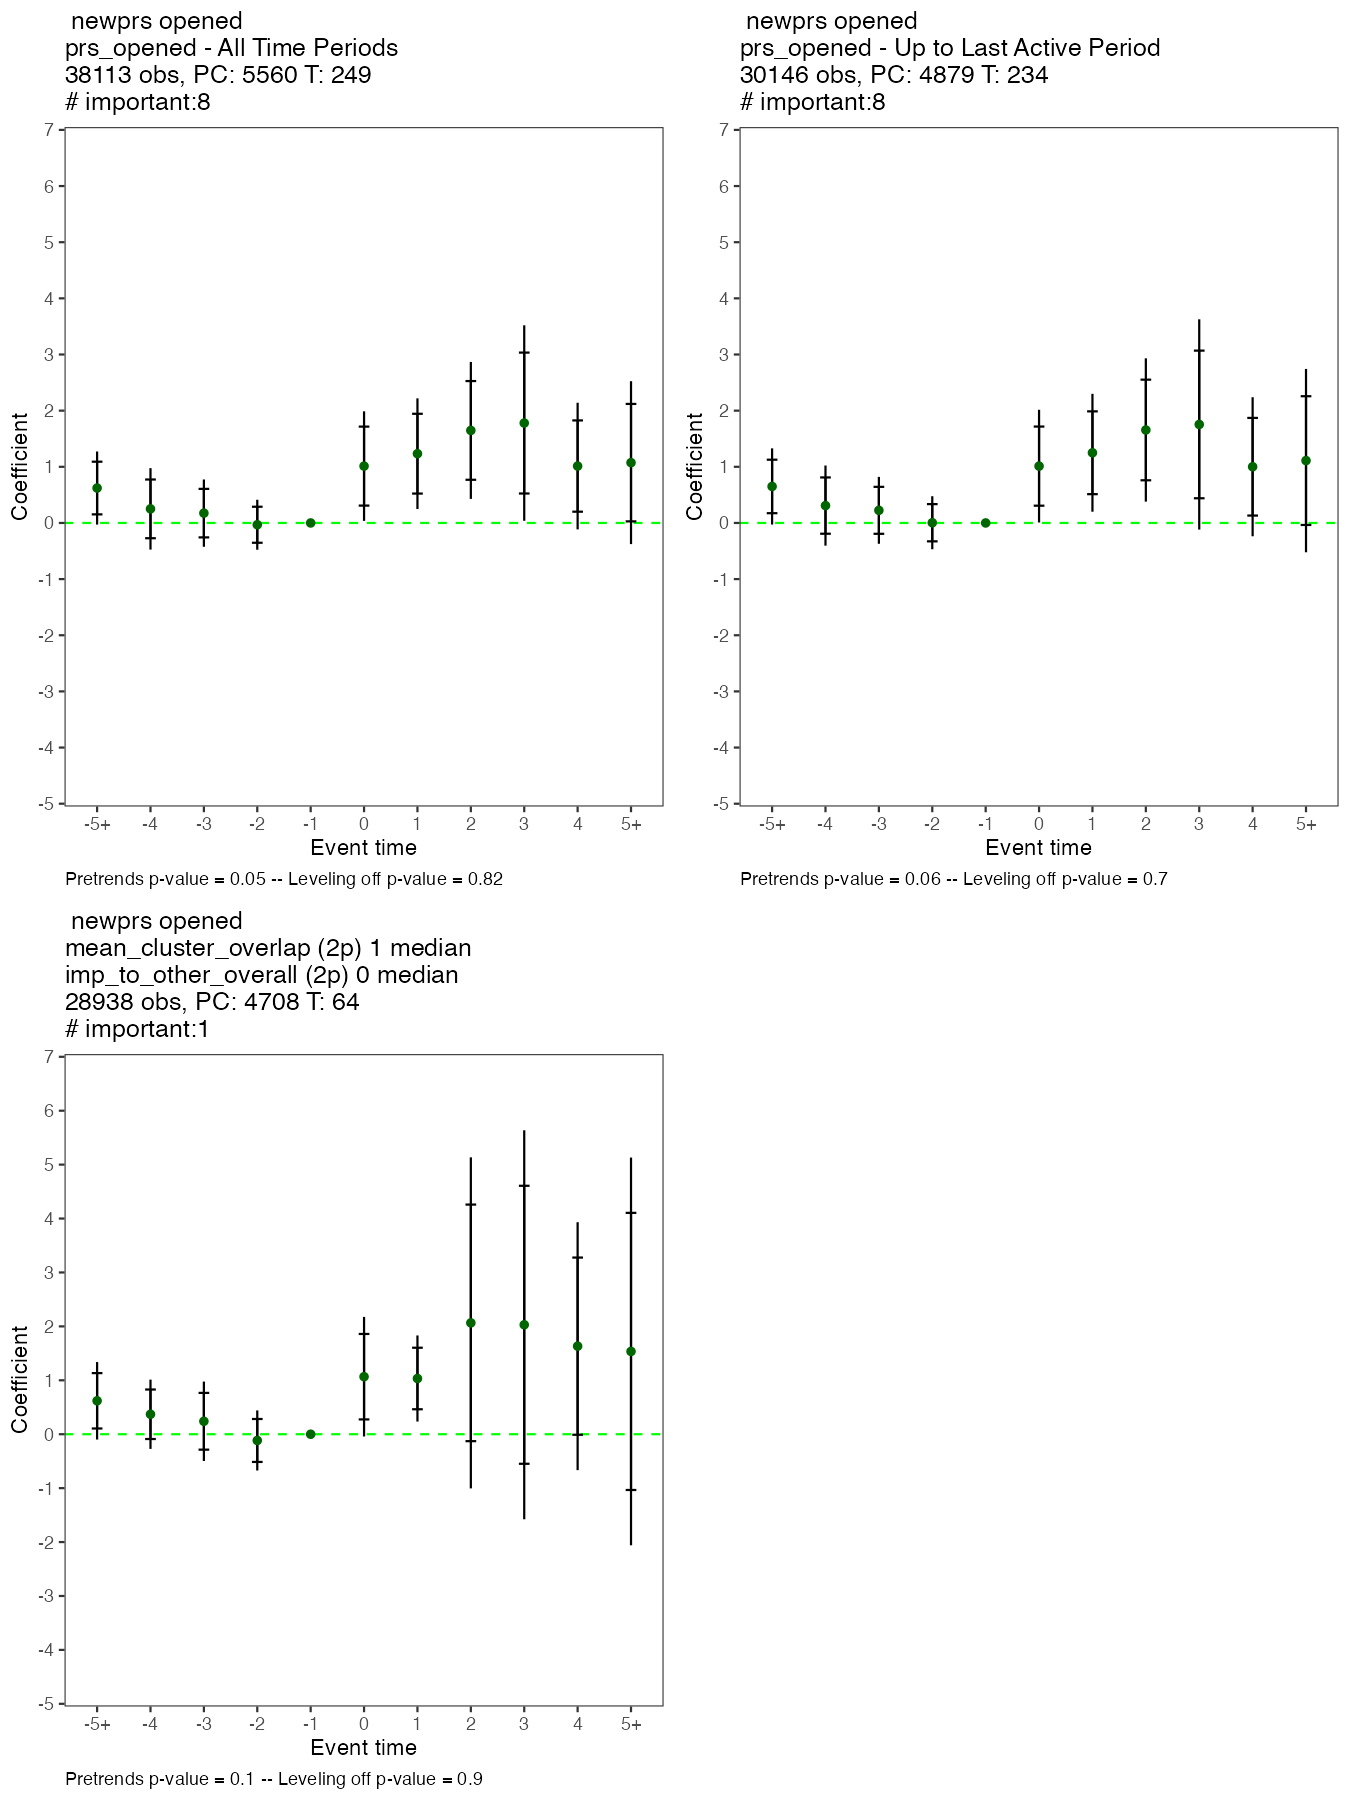 newprs opened
prs_opened - All Time Periods
38113 obs, PC: 5560 T: 249
# important:8
7
6
5
4
3
2
1
0
-1
-2
-3
-4
-5
Coefficient
-5+ -4 -3 -2 -1 0 1 2 3 4 5+
Event time
Pretrends p-value = 0.05 -- Leveling off p-value = 0.82
newprs opened
prs_opened - Up to Last Active Period
30146 obs, PC: 4879 T: 234
# important:8
7
6
5
4
3
2
1
0
-1
-2
-3
-4
-5
Coefficient
-5+ -4 -3 -2 -1 0 1 2 3 4 5+
Event time
Pretrends p-value = 0.06 -- Leveling off p-value = 0.7
newprs opened
mean_cluster_overlap (2p) 1 median
imp_to_other_overall (2p) 0 median
28938 obs, PC: 4708 T: 64
# important:1
7
6
5
4
3
2
1
0
-1
-2
-3
-4
-5
Coefficient
-5+ -4 -3 -2 -1 0 1 2 3 4 5+
Event time
Pretrends p-value = 0.1 -- Leveling off p-value = 0.9